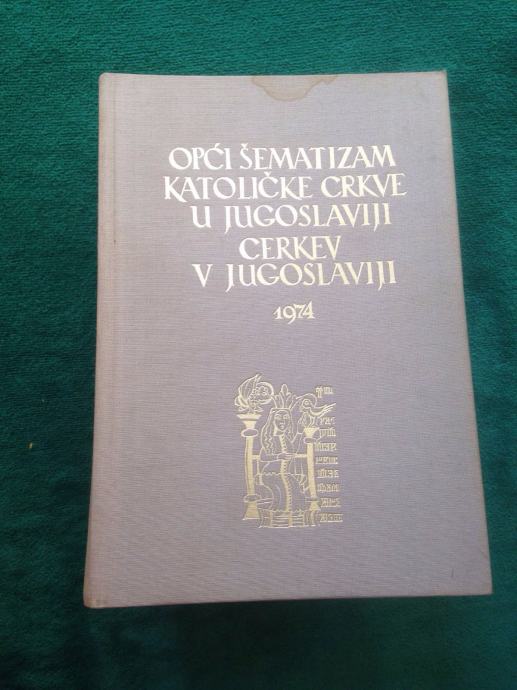 OPĆI ŠEMATIZAM
KATOLIČKE CRKVE
U JUGOSLAVIJI
CERKEV
V JUGOSLAVIJI
1974